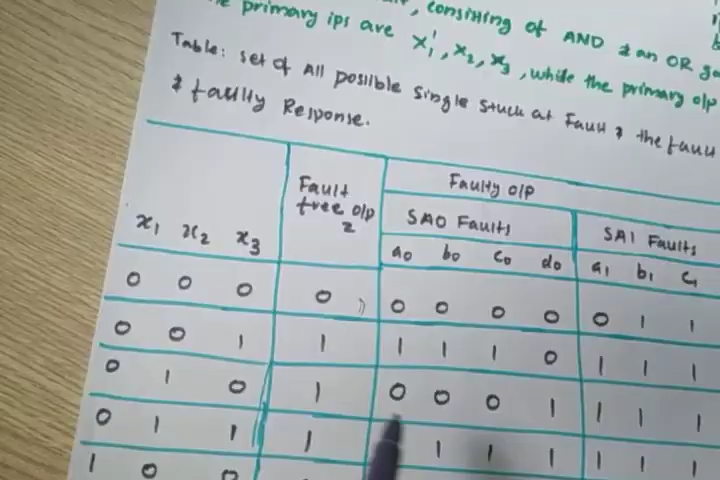 , consisting of AND & an OR ga
primary ips are x1', x2, x3, while the primary o/p
Table: set of All possible single stuck at Fault & the fault
& faulty Response.
x1 x2 x3 Fault free o/p z Faulty o/p
SA0 Faults SA1 Faults
a0 b0 c0 d0 a1 b1 c1
0 0 0 0 0 0 0 0 0 1 1
0 0 1 1 1 1 1 0 1 1 1
0 1 0 1 0 0 0 1 1 1 1
0 1 1 1 1 1 1 1 1 1
1 0 0